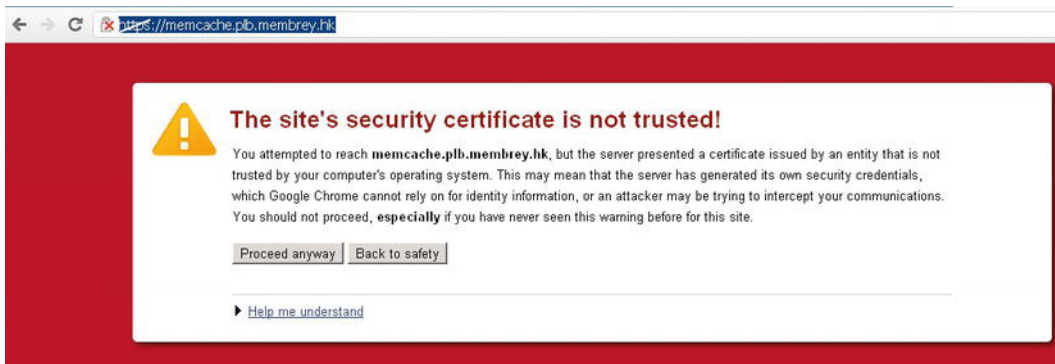 https://memcache.plb.membrey.hk
The site's security certificate is not trusted!
You attempted to reach memcache.plb.membrey.hk, but the server presented a certificate issued by an entity that is not
trusted by your computer's operating system. This may mean that the server has generated its own security credentials,
which Google Chrome cannot rely on for identity information, or an attacker may be trying to intercept your communications.
You should not proceed, especially if you have never seen this warning before for this site.
Proceed anyway Back to safety
Help me understand